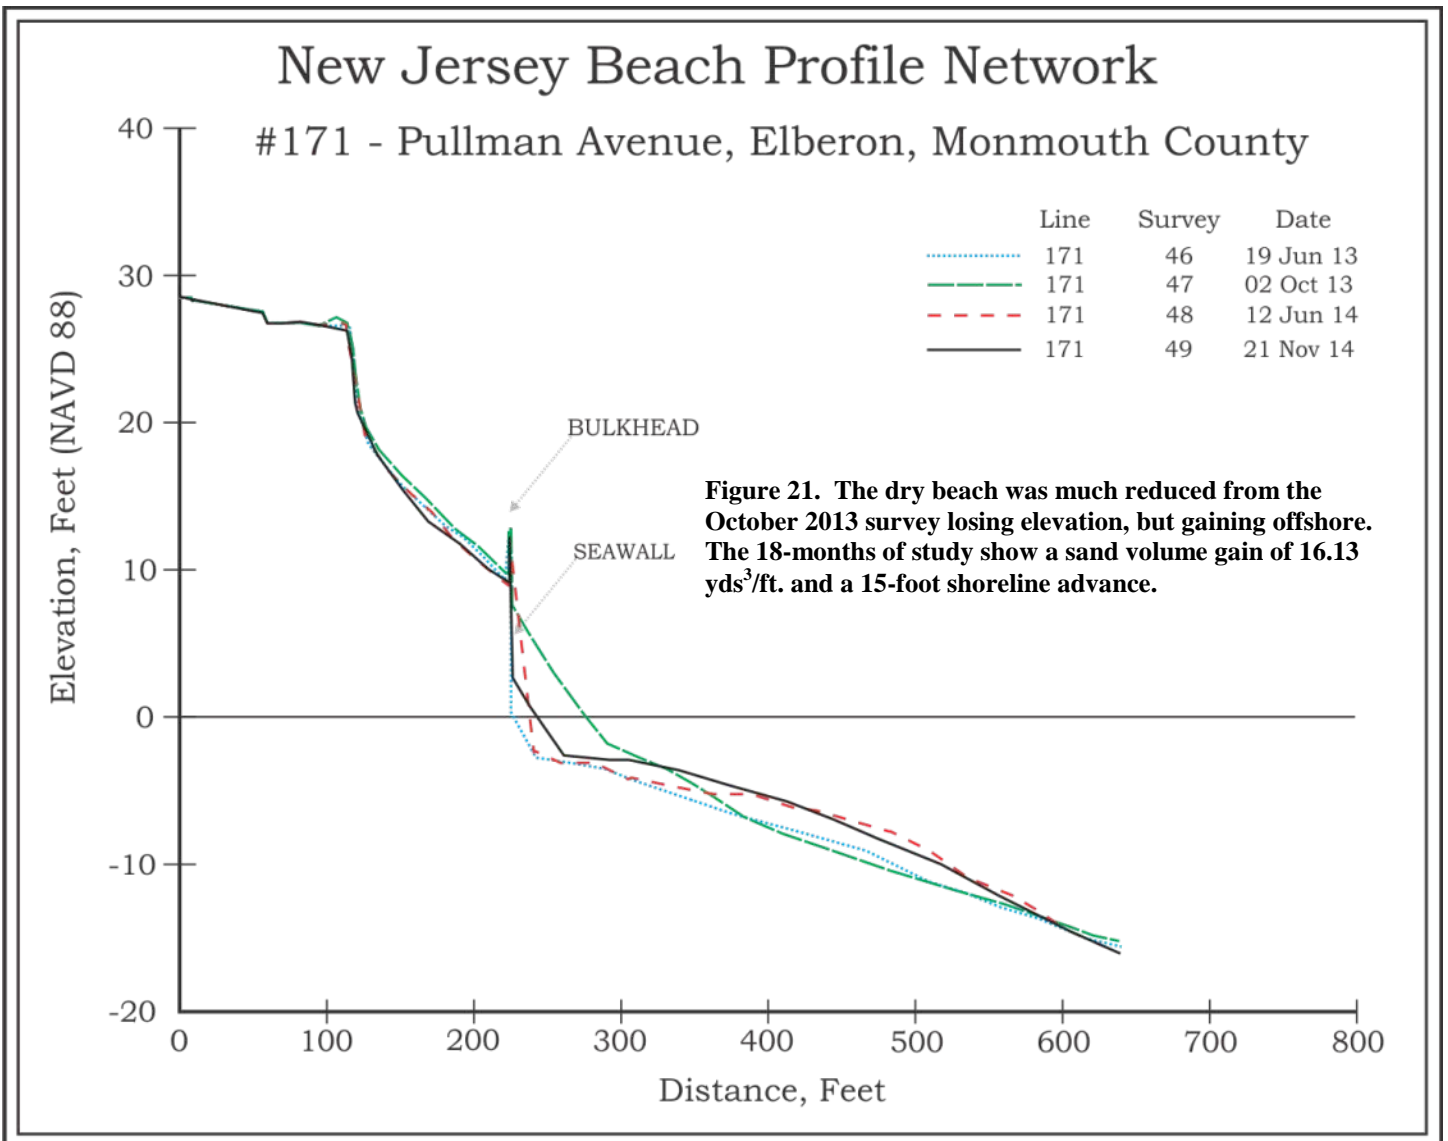 New Jersey Beach Profile Network
#171 - Pullman Avenue, Elberon, Monmouth County
Line Survey Date
171 46 19 Jun 13
171 47 02 Oct 13
171 48 12 Jun 14
171 49 21 Nov 14
BULKHEAD
SEAWALL
Figure 21. The dry beach was much reduced from the
October 2013 survey losing elevation, but gaining offshore.
The 18-months of study show a sand volume gain of 16.13
yds³/ft. and a 15-foot shoreline advance.
Elevation, Feet (NAVD 88)
40
30
20
10
0
-10
-20
0 100 200 300 400 500 600 700 800
Distance, Feet